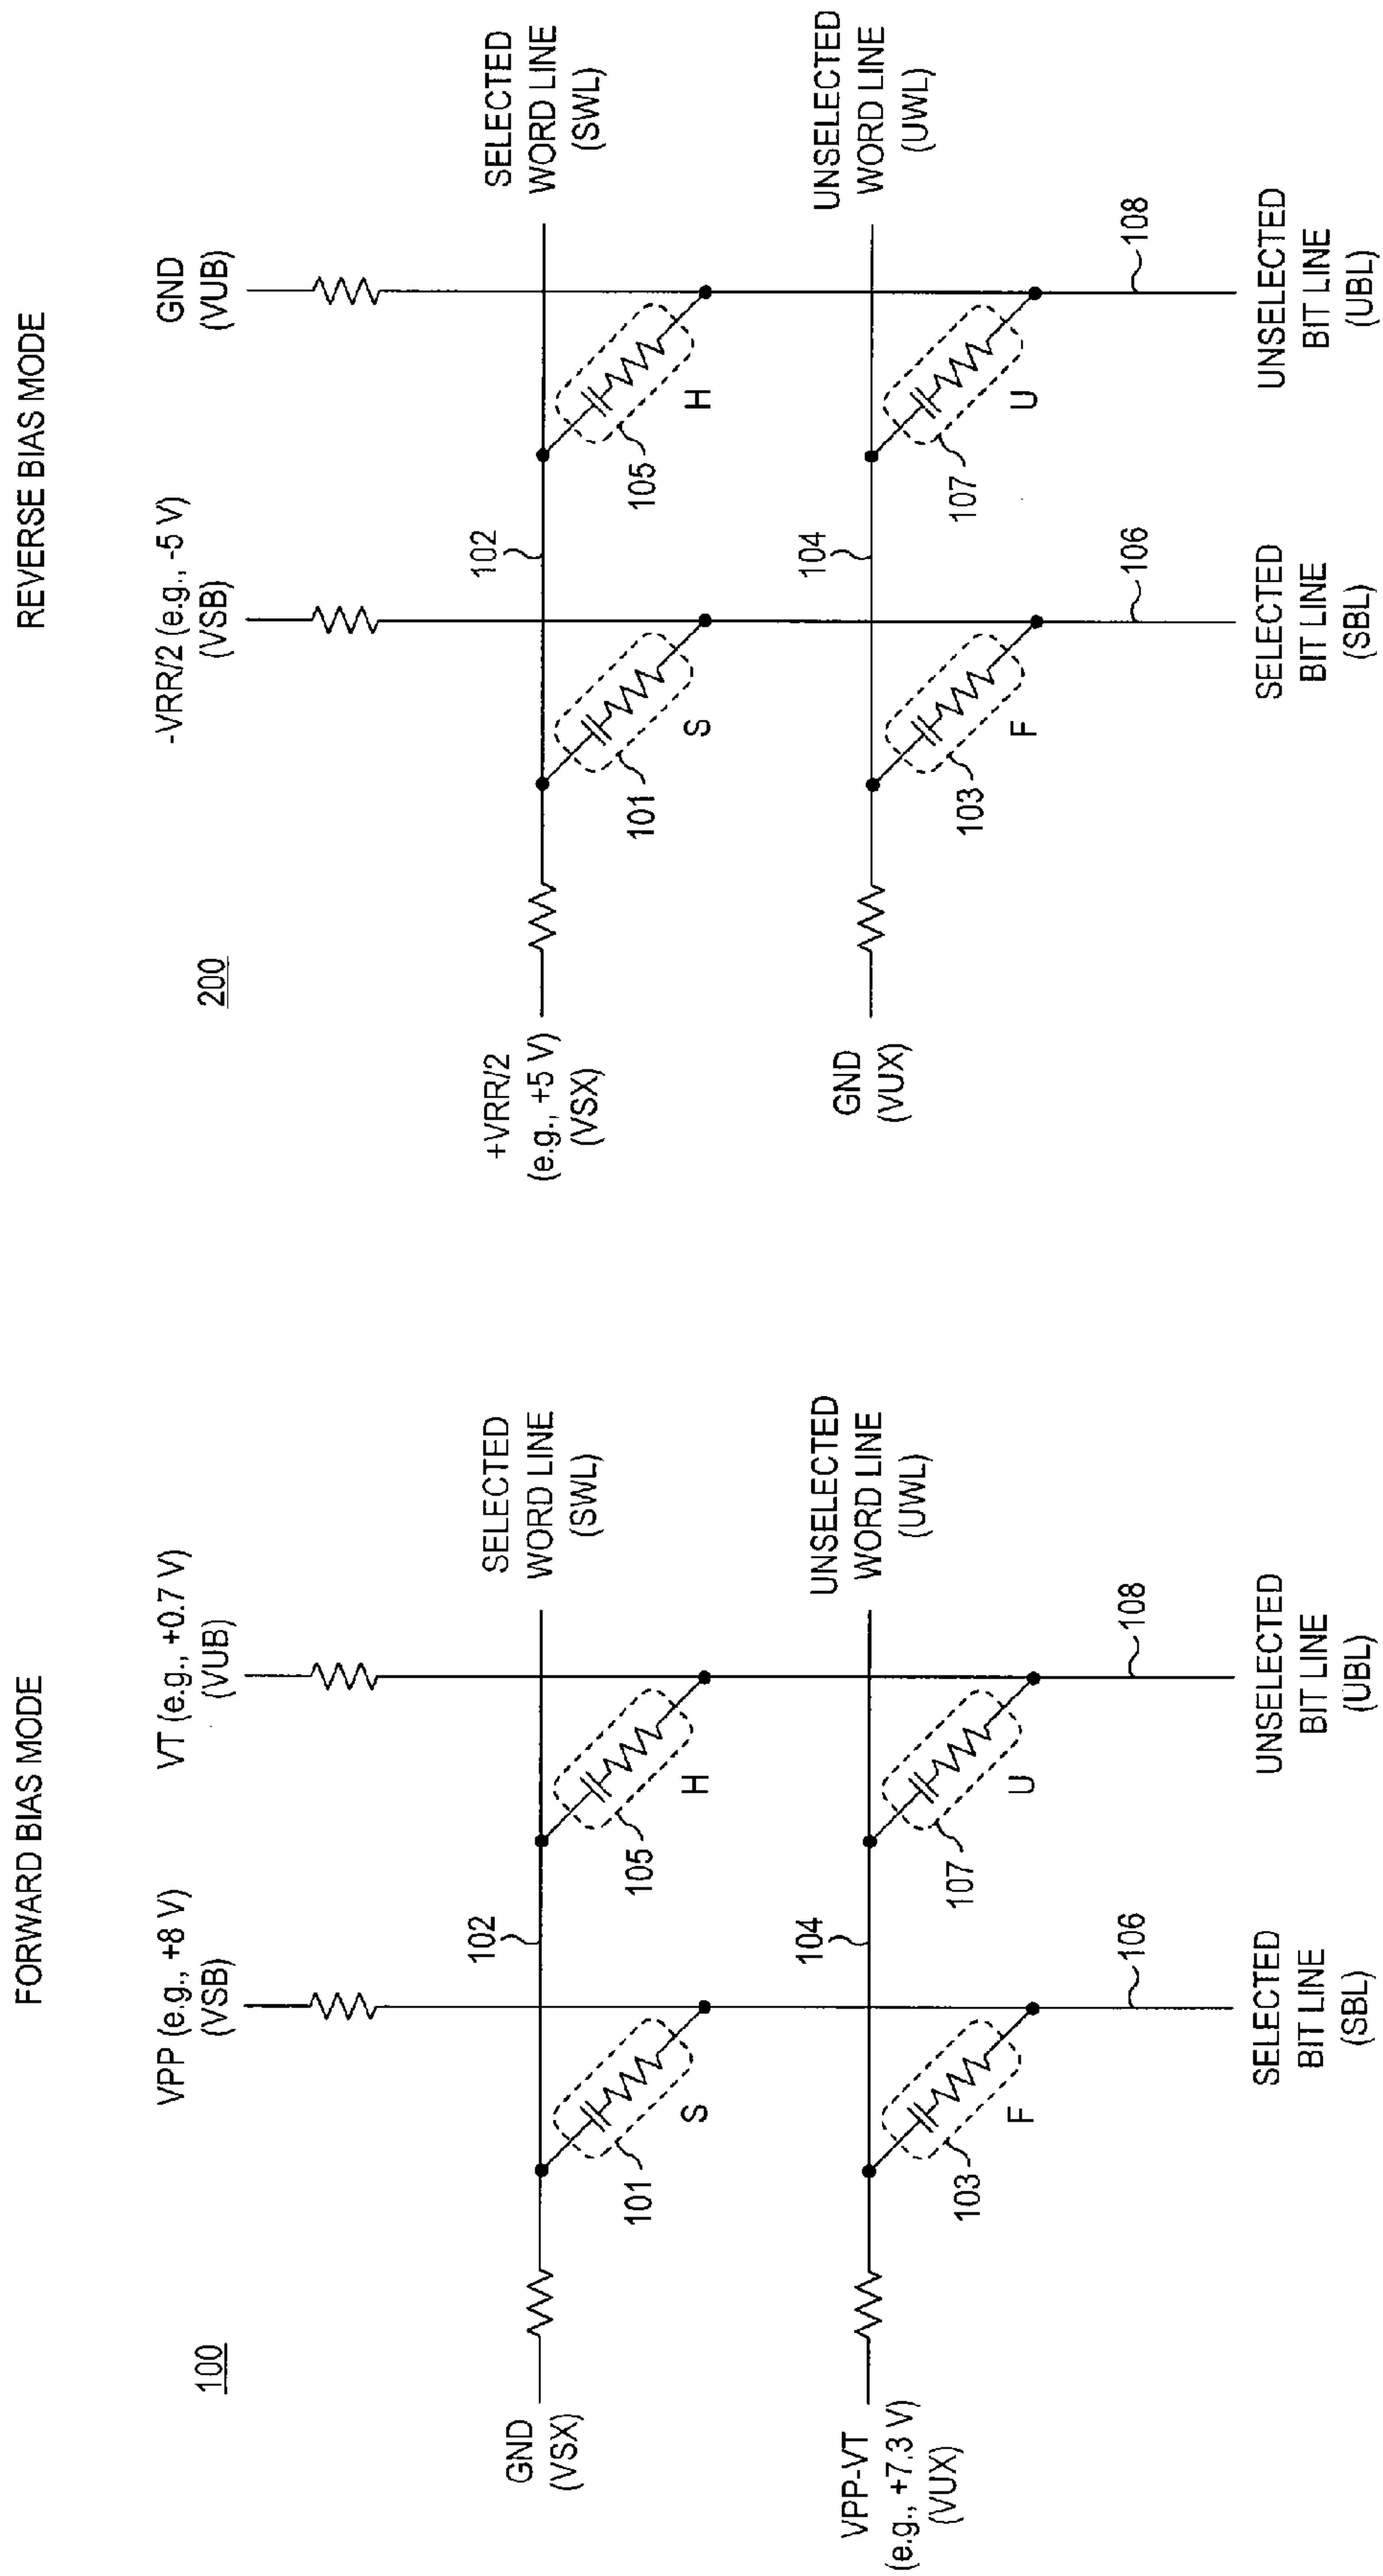 REVERSE BIAS MODE
200
-VRR/2 (e.g., -5 V)
(VSB)
GND
(VUB)
+VRR/2
(e.g., +5 V)
(VSX)
102
SELECTED
WORD LINE
(SWL)
101
S
105
H
GND
(VUX)
104
UNSELECTED
WORD LINE
(UWL)
103
F
107
U
106
108
SELECTED
BIT LINE
(SBL)
UNSELECTED
BIT LINE
(UBL)
FORWARD BIAS MODE
100
VPP (e.g., +8 V)
(VSB)
VT (e.g., +0.7 V)
(VUB)
GND
(VSX)
102
SELECTED
WORD LINE
(SWL)
101
S
105
H
VPP-VT
(e.g., +7.3 V)
(VUX)
104
UNSELECTED
WORD LINE
(UWL)
103
F
107
U
106
108
SELECTED
BIT LINE
(SBL)
UNSELECTED
BIT LINE
(UBL)